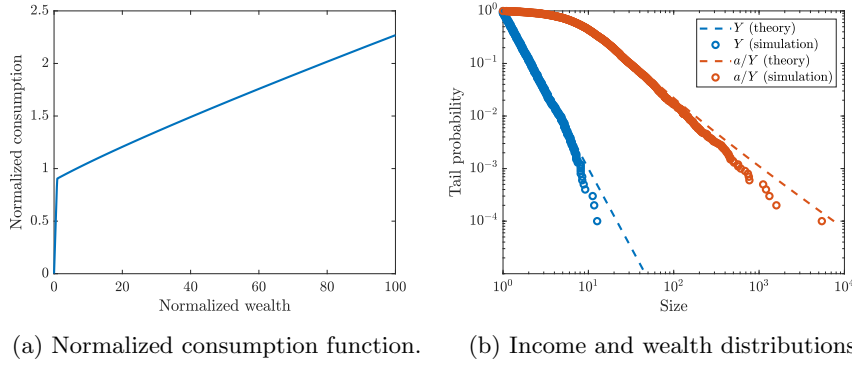 2.5
2
1.5
1
0.5
0
Normalized consumption
0 20 40 60 80 100
Normalized wealth
(a) Normalized consumption function.
10^0
10^-1
10^-2
10^-3
10^-4
Tail probability
Y (theory)
Y (simulation)
a/Y (theory)
a/Y (simulation)
10^0 10^1 10^2 10^3 10^4
Size
(b) Income and wealth distributions